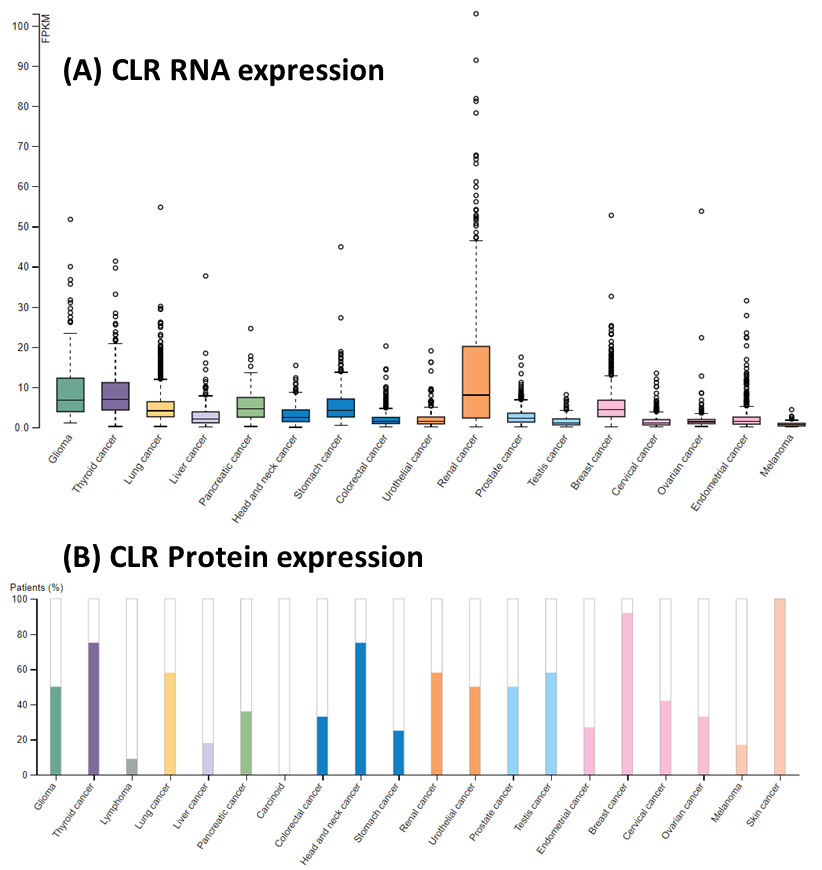 FPKM
(A) CLR RNA expression
100
90
80
70
60
50
40
30
20
10
0.0
Glioma
Thyroid cancer
Lung cancer
Liver cancer
Pancreatic cancer
Head and neck cancer
Stomach cancer
Colorectal cancer
Urothelial cancer
Renal cancer
Prostate cancer
Testis cancer
Breast cancer
Cervical cancer
Ovarian cancer
Endometrial cancer
Melanoma
(B) CLR Protein expression
Patients (%)
100
80
60
40
20
0
Glioma
Thyroid cancer
Lymphoma
Lung cancer
Liver cancer
Pancreatic cancer
Carcinoid
Colorectal cancer
Head and neck cancer
Stomach cancer
Renal cancer
Urothelial cancer
Prostate cancer
Testis cancer
Endometrial cancer
Breast cancer
Cervical cancer
Ovarian cancer
Melanoma
Skin cancer